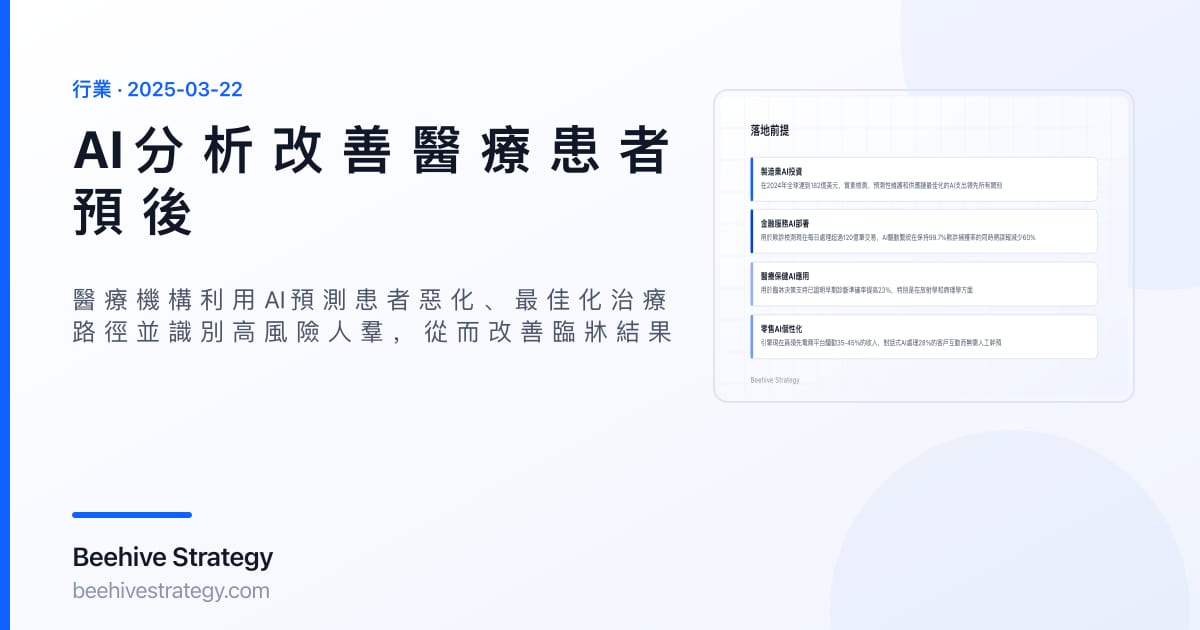 行業 · 2025-03-22
AI分析改善醫療患者
預後
醫療機構利用AI預測患者惡化、最佳化治療
路徑並識別高風險人羣，從而改善臨牀結果
落地前提
製造業AI投資
在2024年全球達到182億美元，質素檢測、預測性維護和供應鏈最佳化的AI支出領先所有類別
金融服務AI部署
用於欺詐檢測現在每日處理超過120億筆交易，AI驅動繫統在保持99.7%欺詐捕獲率的同時將誤報減少60%
醫療保健AI應用
用於臨牀決策支持已證明早期診斷準確率提高23%，特別是在放射學和病理學方面
零售AI個性化
引擎現在爲領先電商平台驅動35-45%的收入，對話式AI處理28%的客戶互動而無需人工幹預
Beehive Strategy
Beehive Strategy
beehivestrategy.com